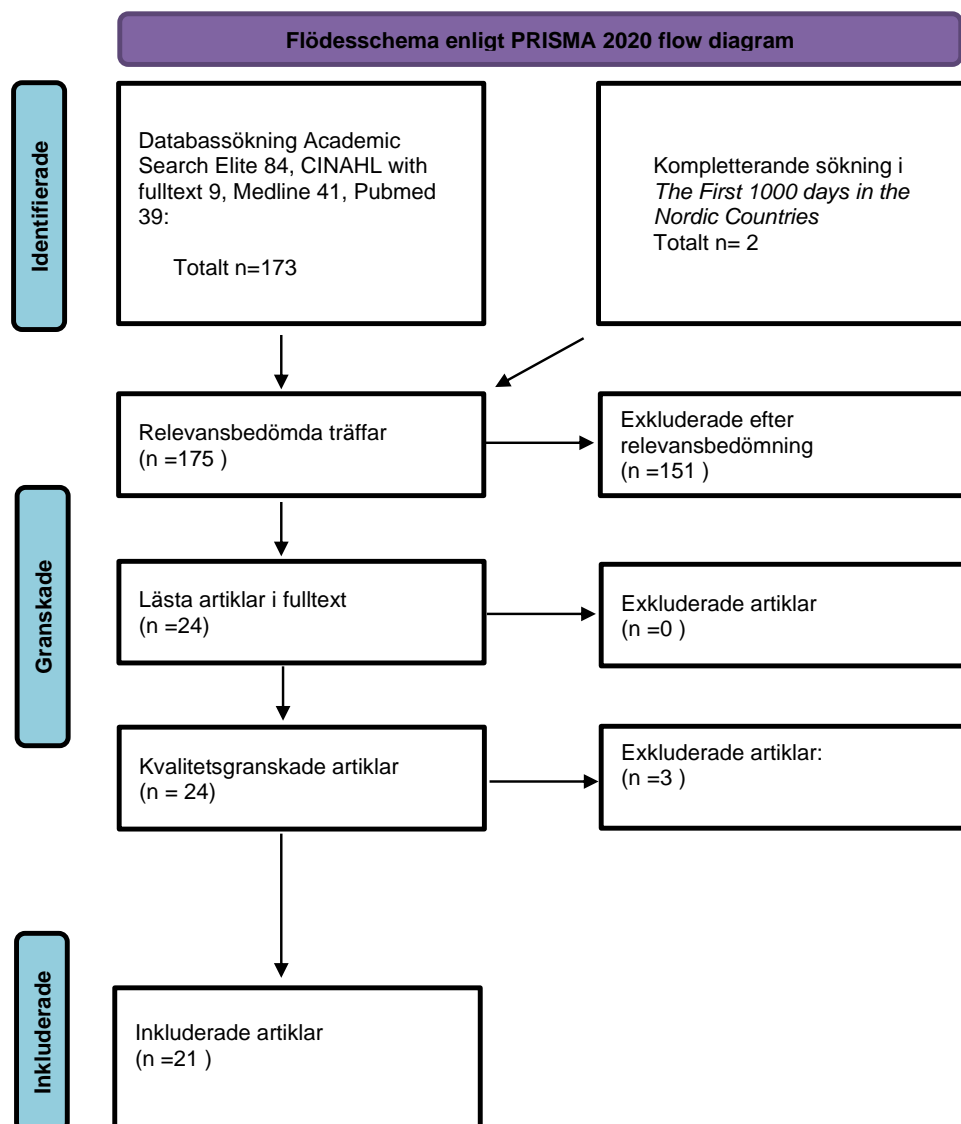 Flödesschema enligt PRISMA 2020 flow diagram
Identifierade
Databassökning Academic
Search Elite 84, CINAHL with
fulltext 9, Medline 41, Pubmed
39:
Totalt n=173
Kompletterande sökning i
The First 1000 days in the
Nordic Countries
Totalt n= 2
Relevansbedömda träffar
(n =175 )
Exkluderade efter
relevansbedömning
(n =151 )
Granskade
Lästa artiklar i fulltext
(n =24)
Exkluderade artiklar
(n =0 )
Kvalitetsgranskade artiklar
(n = 24)
Exkluderade artiklar:
(n =3 )
Inkluderade
Inkluderade artiklar
(n =21 )